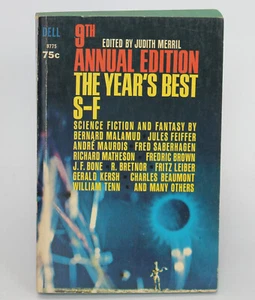 DELL
9775
75c
9TH
EDITED BY JUDITH MERRIL
ANNUAL EDITION
THE YEAR'S BEST
S-F
SCIENCE FICTION AND FANTASY BY
BERNARD MALAMUD JULES FEIFFER
ANDRÉ MAUROIS FRED SABERHAGEN
RICHARD MATHESON FREDRIC BROWN
J.F. BONE R. BRETNOR FRITZ LEIBER
GERALD KERSH CHARLES BEAUMONT
WILLIAM TENN • AND MANY OTHERS